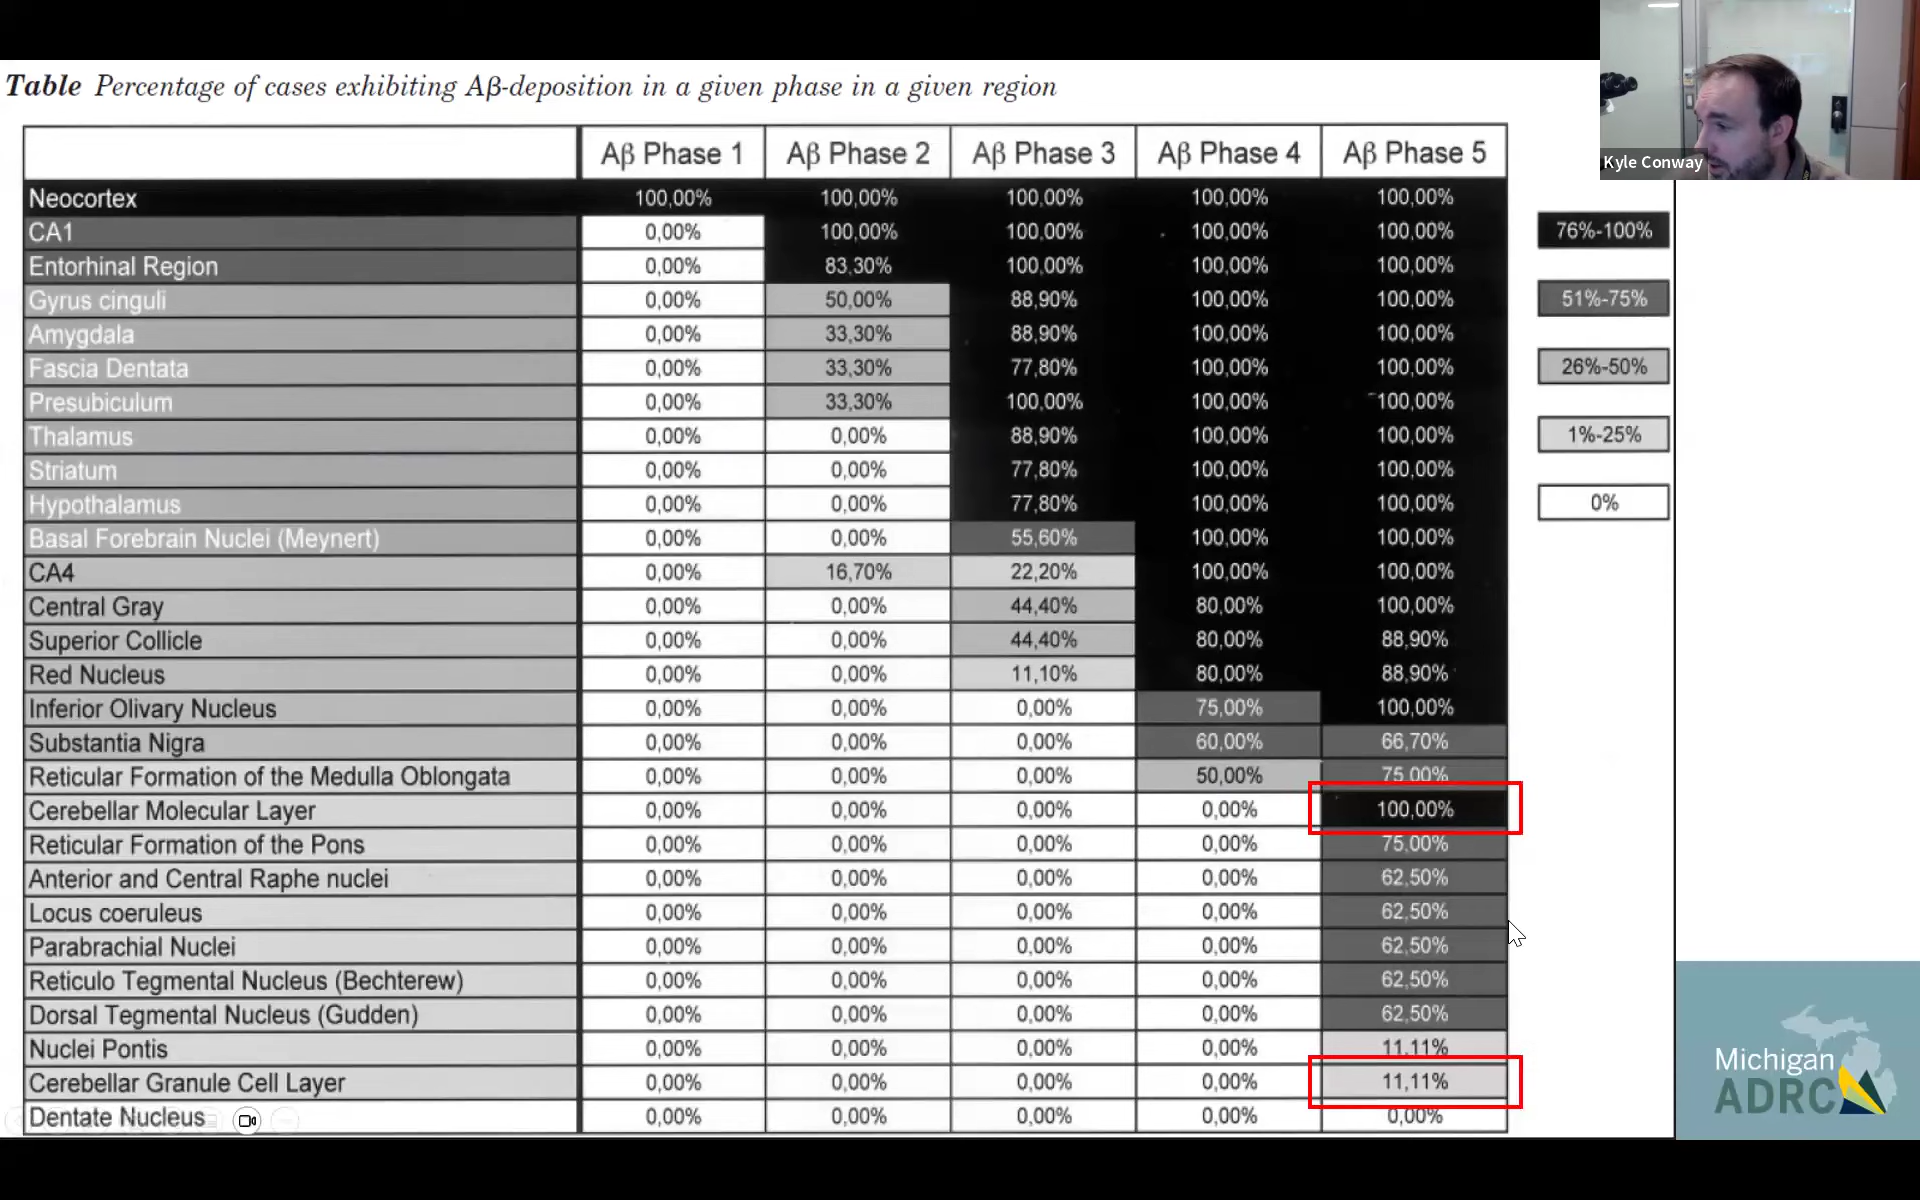 Table Percentage of cases exhibiting Aβ-deposition in a given phase in a given region
Kyle Conway
Aβ Phase 1 Aβ Phase 2 Aβ Phase 3 Aβ Phase 4 Aβ Phase 5
Neocortex 100,00% 100,00% 100,00% 100,00% 100,00%
CA1 0,00% 100,00% 100,00% 100,00% 100,00%
Entorhinal Region 0,00% 83,30% 100,00% 100,00% 100,00%
Gyrus cinguli 0,00% 50,00% 88,90% 100,00% 100,00%
Amygdala 0,00% 33,30% 88,90% 100,00% 100,00%
Fascia Dentata 0,00% 33,30% 77,80% 100,00% 100,00%
Presubiculum 0,00% 33,30% 100,00% 100,00% 100,00%
Thalamus 0,00% 0,00% 88,90% 100,00% 100,00%
Striatum 0,00% 0,00% 77,80% 100,00% 100,00%
Hypothalamus 0,00% 0,00% 77,80% 100,00% 100,00%
Basal Forebrain Nuclei (Meynert) 0,00% 0,00% 55,60% 100,00% 100,00%
CA4 0,00% 16,70% 22,20% 100,00% 100,00%
Central Gray 0,00% 0,00% 44,40% 80,00% 100,00%
Superior Collicle 0,00% 0,00% 44,40% 80,00% 88,90%
Red Nucleus 0,00% 0,00% 11,10% 80,00% 88,90%
Inferior Olivary Nucleus 0,00% 0,00% 0,00% 75,00% 100,00%
Substantia Nigra 0,00% 0,00% 0,00% 60,00% 66,70%
Reticular Formation of the Medulla Oblongata 0,00% 0,00% 0,00% 50,00% 75,00%
Cerebellar Molecular Layer 0,00% 0,00% 0,00% 0,00% 100,00%
Reticular Formation of the Pons 0,00% 0,00% 0,00% 0,00% 75,00%
Anterior and Central Raphe nuclei 0,00% 0,00% 0,00% 0,00% 62,50%
Locus coeruleus 0,00% 0,00% 0,00% 0,00% 62,50%
Parabrachial Nuclei 0,00% 0,00% 0,00% 0,00% 62,50%
Reticulo Tegmental Nucleus (Bechterew) 0,00% 0,00% 0,00% 0,00% 62,50%
Dorsal Tegmental Nucleus (Gudden) 0,00% 0,00% 0,00% 0,00% 62,50%
Nuclei Pontis 0,00% 0,00% 0,00% 0,00% 11,11%
Cerebellar Granule Cell Layer 0,00% 0,00% 0,00% 0,00% 11,11%
Dentate Nucleus 0,00% 0,00% 0,00% 0,00% 0,00%
76%-100%
51%-75%
26%-50%
1%-25%
0%
Michigan
ADRC